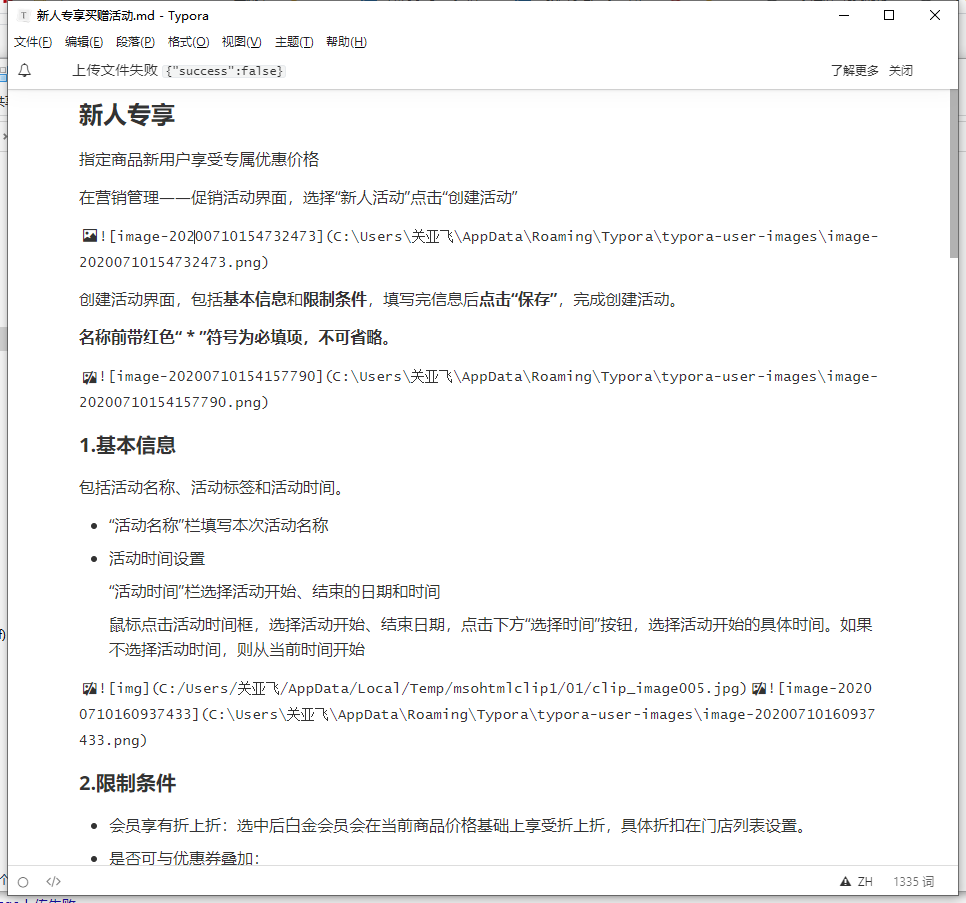 新人专享买赠活动.md - Typora
文件(F) 编辑(E) 段落(P) 格式(O) 视图(V) 主题(T) 帮助(H)
上传文件失败 {"success":false} 了解更多 关闭
新人专享
指定商品新用户享受专属优惠价格
在营销管理——促销活动界面，选择“新人活动”点击“创建活动”
![image-20200710154732473](C:\Users\关亚飞\AppData\Roaming\Typora\typora-user-images\image-
20200710154732473.png)
创建活动界面，包括基本信息和限制条件，填写完信息后点击“保存”，完成创建活动。
名称前带红色“ * ”符号为必填项，不可省略。
![image-20200710154157790](C:\Users\关亚飞\AppData\Roaming\Typora\typora-user-images\image-
20200710154157790.png)
1.基本信息
包括活动名称、活动标签和活动时间。
“活动名称”栏填写本次活动名称
活动时间设置
“活动时间”栏选择活动开始、结束的日期和时间
鼠标点击活动时间框，选择活动开始、结束日期，点击下方“选择时间”按钮，选择活动开始的具体时间。如果
不选择活动时间，则从当前时间开始
![img](C:/Users/关亚飞/AppData/Local/Temp/msohtmlclip1/01/clip_image005.jpg) ![image-2020
0710160937433](C:\Users\关亚飞\AppData\Roaming\Typora\typora-user-images\image-20200710160937
433.png)
2.限制条件
会员享有折上折：选中后白金会员会在当前商品价格基础上享受折上折，具体折扣在门店列表设置。
是否可与优惠券叠加：
</> ZH 1335 词